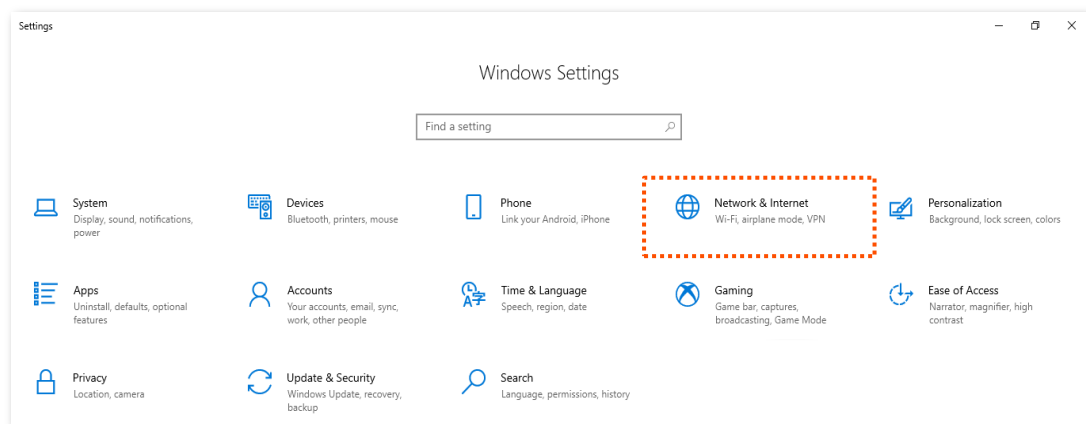 Settings
Windows Settings
Find a setting
System
Display, sound, notifications,
power
Devices
Bluetooth, printers, mouse
Phone
Link your Android, iPhone
Network & Internet
Wi-Fi, airplane mode, VPN
Personalization
Background, lock screen, colors
Apps
Uninstall, defaults, optional
features
Accounts
Your accounts, email, sync,
work, other people
Time & Language
Speech, region, date
Gaming
Game bar, captures,
broadcasting, Game Mode
Ease of Access
Narrator, magnifier, high
contrast
Privacy
Location, camera
Update & Security
Windows Update, recovery,
backup
Search
Language, permissions, history